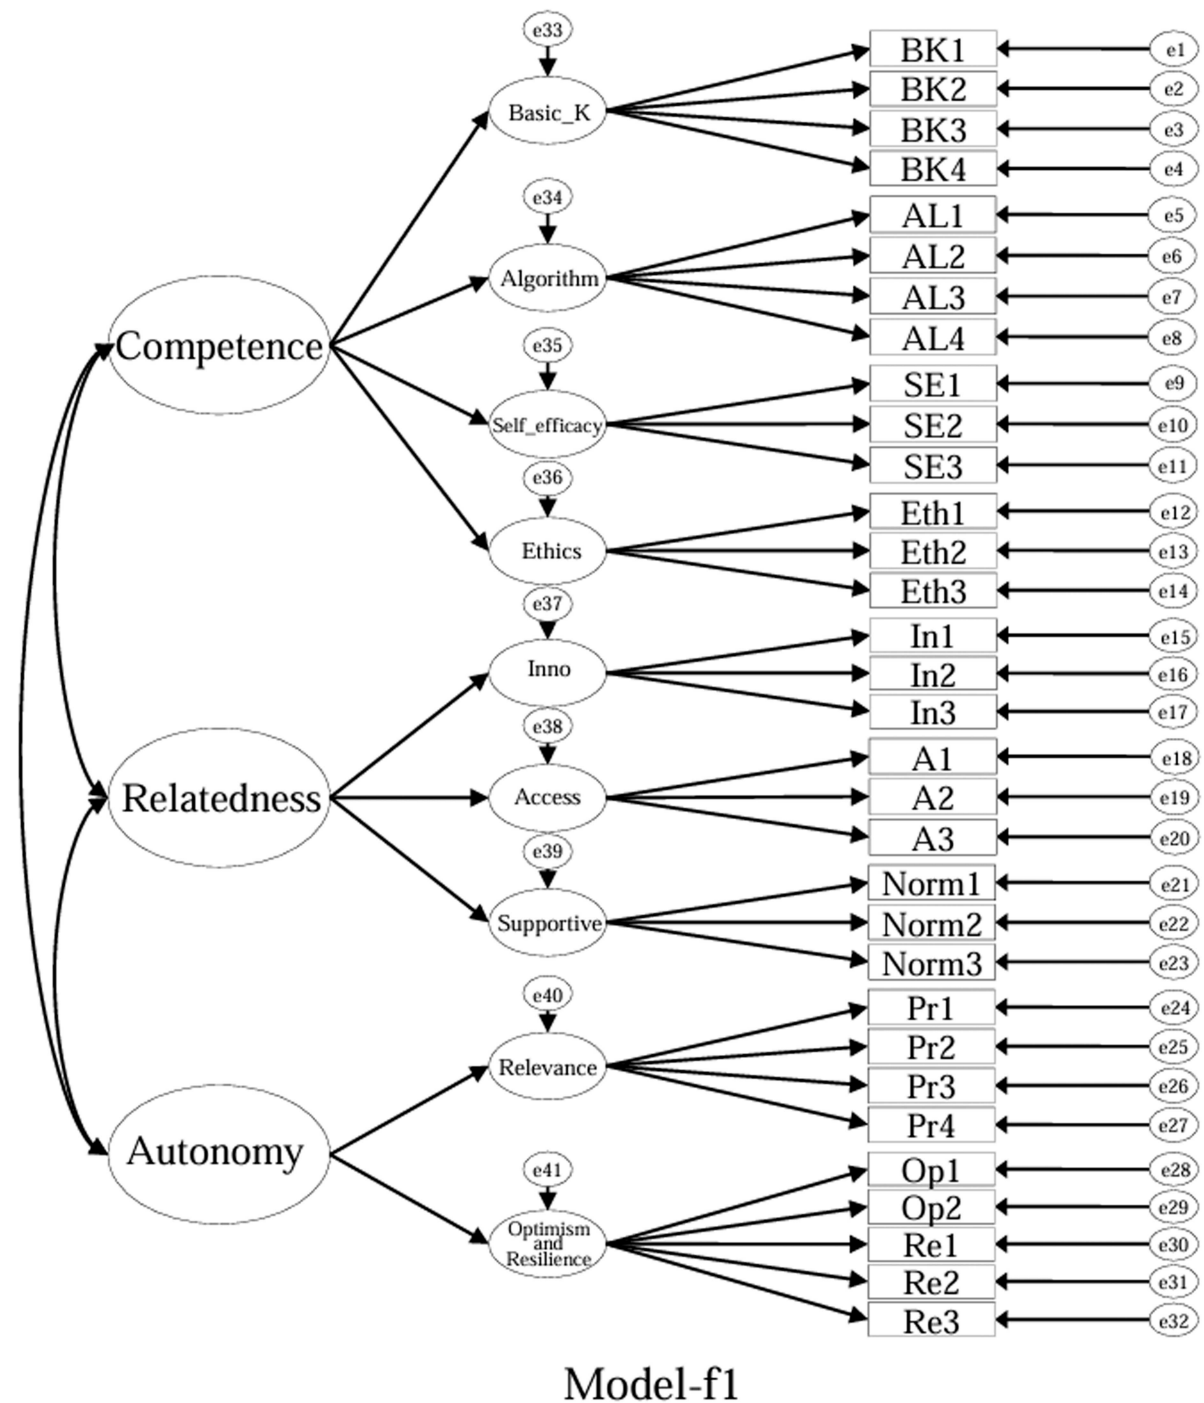 e33
BK1
e1
BK2
e2
Basic_K
BK3
e3
BK4
e4
e34
AL1
e5
AL2
e6
Algorithm
AL3
e7
AL4
e8
Competence
e35
SE1
e9
Self_efficacy
SE2
e10
SE3
e11
e36
Eth1
e12
Ethics
Eth2
e13
Eth3
e14
e37
In1
e15
Inno
In2
e16
In3
e17
e38
A1
e18
Relatedness
Access
A2
e19
A3
e20
e39
Norm1
e21
Supportive
Norm2
e22
Norm3
e23
e40
Pr1
e24
Pr2
e25
Relevance
Pr3
e26
Pr4
e27
Autonomy
e41
Op1
e28
Op2
e29
Optimism
and
Resilience
Re1
e30
Re2
e31
Re3
e32
Model-f1